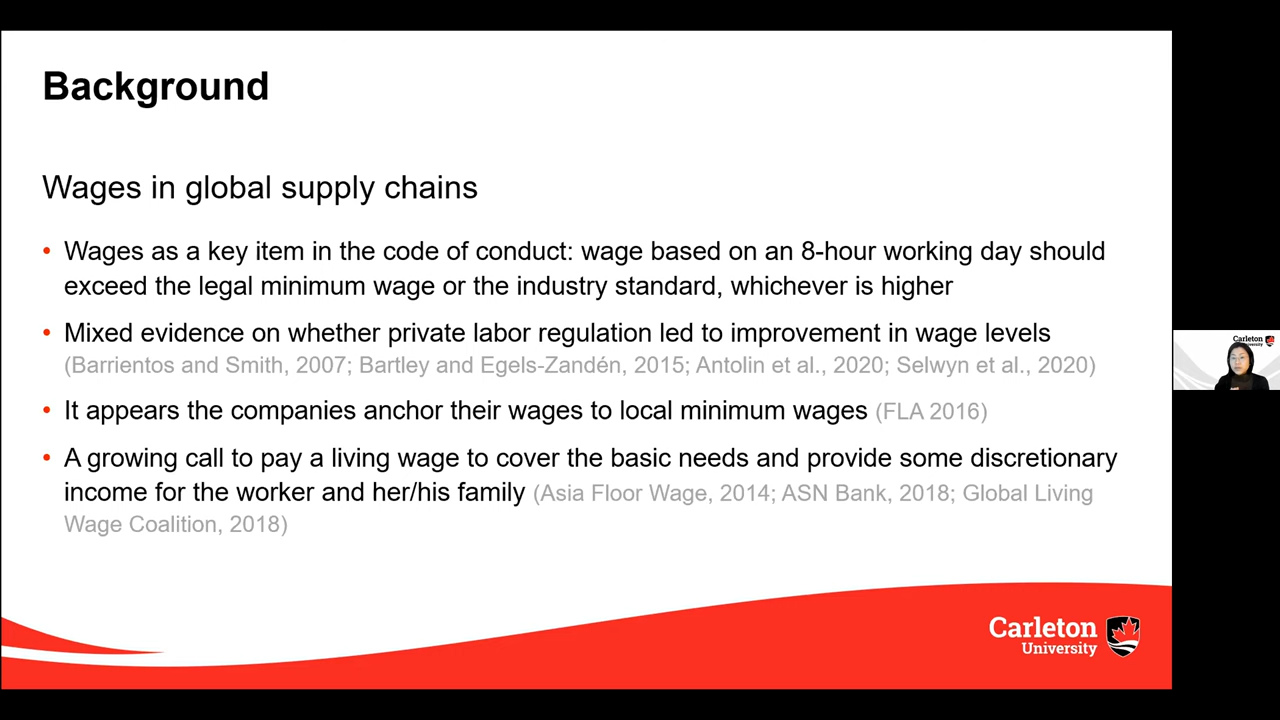 Background
Wages in global supply chains
• Wages as a key item in the code of conduct: wage based on an 8-hour working day should
exceed the legal minimum wage or the industry standard, whichever is higher
• Mixed evidence on whether private labor regulation led to improvement in wage levels
(Barrientos and Smith, 2007; Bartley and Egels-Zandén, 2015; Antolin et al., 2020; Selwyn et al., 2020)
• It appears the companies anchor their wages to local minimum wages (FLA 2016)
• A growing call to pay a living wage to cover the basic needs and provide some discretionary
income for the worker and her/his family (Asia Floor Wage, 2014; ASN Bank, 2018; Global Living
Wage Coalition, 2018)
Carleton
University
Carleton
University